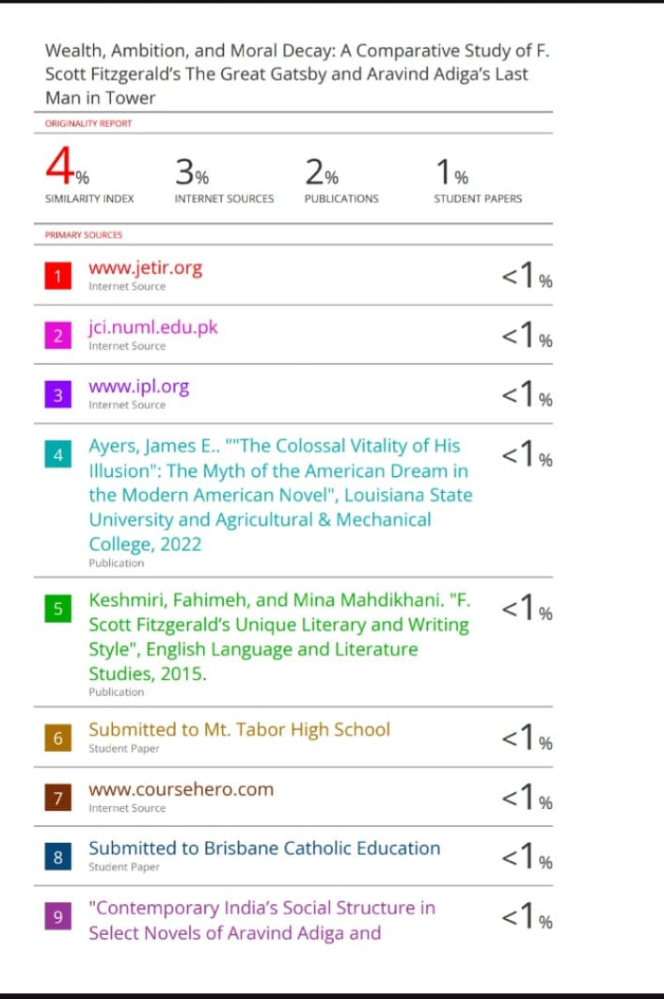 Wealth, Ambition, and Moral Decay: A Comparative Study of F.
Scott Fitzgerald’s The Great Gatsby and Aravind Adiga’s Last
Man in Tower
ORIGINALITY REPORT
4%
SIMILARITY INDEX
3%
INTERNET SOURCES
2%
PUBLICATIONS
1%
STUDENT PAPERS
PRIMARY SOURCES
1
www.jetir.org
Internet Source
<1%
2
jci.numl.edu.pk
Internet Source
<1%
3
www.ipl.org
Internet Source
<1%
4
Ayers, James E.. ""The Colossal Vitality of His
Illusion": The Myth of the American Dream in
the Modern American Novel", Louisiana State
University and Agricultural & Mechanical
College, 2022
Publication
<1%
5
Keshmiri, Fahimeh, and Mina Mahdikhani. "F.
Scott Fitzgerald’s Unique Literary and Writing
Style", English Language and Literature
Studies, 2015.
Publication
<1%
6
Submitted to Mt. Tabor High School
Student Paper
<1%
7
www.coursehero.com
Internet Source
<1%
8
Submitted to Brisbane Catholic Education
Student Paper
<1%
9
"Contemporary India’s Social Structure in
Select Novels of Aravind Adiga and
<1%